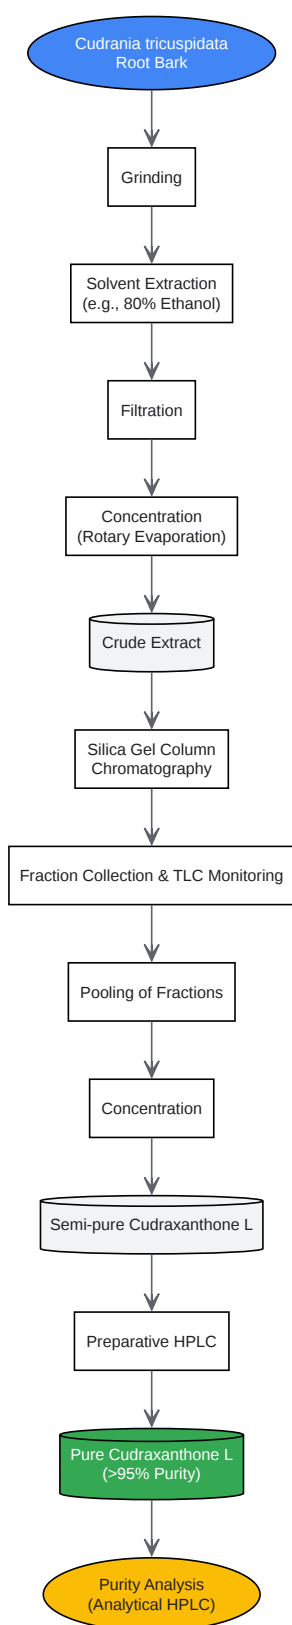 Cudrania tricuspidata
Root Bark
Grinding
Solvent Extraction
(e.g., 80% Ethanol)
Filtration
Concentration
(Rotary Evaporation)
Crude Extract
Silica Gel Column
Chromatography
Fraction Collection & TLC Monitoring
Pooling of Fractions
Concentration
Semi-pure Cudraxanthone L
Preparative HPLC
Pure Cudraxanthone L
(>95% Purity)
Purity Analysis
(Analytical HPLC)